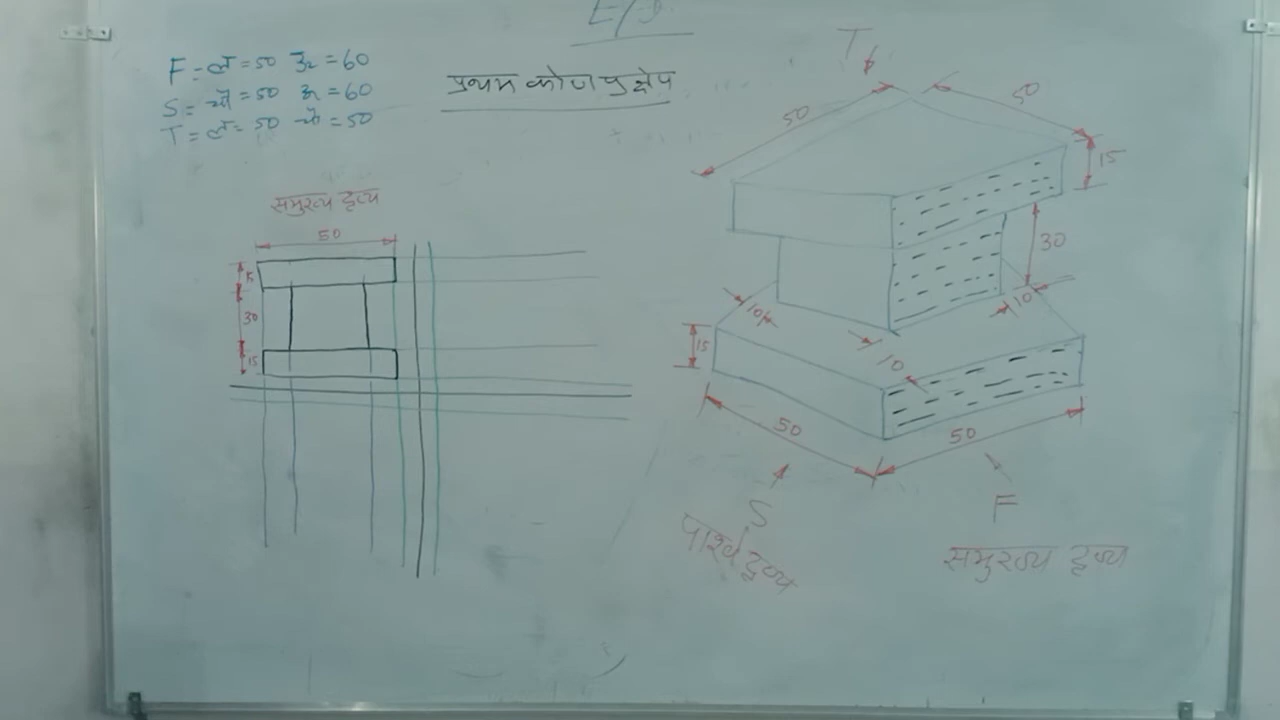 E/D.
F = ल = 50 ऊ = 60
S = चौ = 50 ऊ = 60
T = ल = 50 चौ = 50
प्रथम कोण प्रक्षेप
समुख्य दृव्य
50
15
30
15
T
50
50
15
30
10
10
10
15
50
50
S
F
पार्श्व दृव्य
समुख्य दृव्य